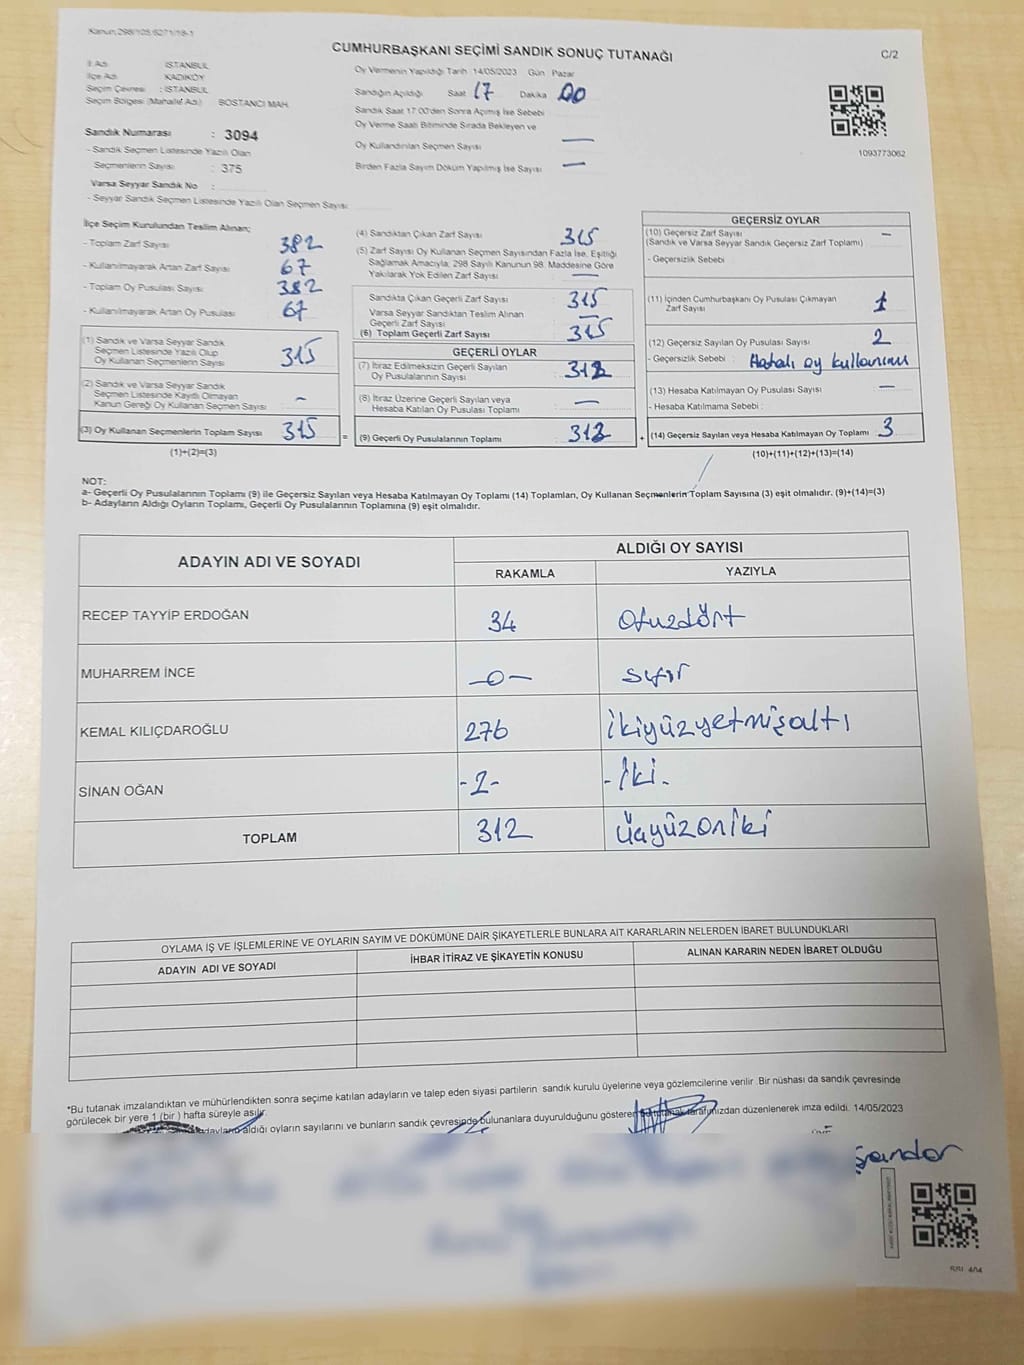 Kanun, 298/105.6271/18-1
CUMHURBAŞKANI SEÇİMİ SANDIK SONUÇ TUTANAĞI
C/2
İl Adı İSTANBUL
İlçe Adı KADIKÖY
Seçim Çevresi : İSTANBUL
Seçim Bölgesi (Mahalle Adı) BOSTANCI MAH.
Sandık Numarası : 3094
- Sandık Seçmen Listesinde Yazılı Olan
Seçmenlerin Sayısı : 375
Varsa Seyyar Sandık No :
- Seyyar Sandık Seçmen Listesinde Yazılı Olan Seçmen Sayısı
Oy Vermenin Yapıldığı Tarih :14/05/2023 Gün : Pazar
Sandığın Açıldığı Saat 17 Dakika 00
Sandık Saat 17:00'den Sonra Açılmış İse Sebebi
Oy Verme Saati Bitiminde Sırada Bekleyen ve
Oy Kullandırılan Seçmen Sayısı —
Birden Fazla Sayım Döküm Yapılmış İse Sayısı —
1093773062
İlçe Seçim Kurulundan Teslim Alınan;
- Toplam Zarf Sayısı 382
- Kullanılmayarak Artan Zarf Sayısı 67
- Toplam Oy Pusulası Sayısı 382
- Kullanılmayarak Artan Oy Pusulası 67
(1) Sandık ve Varsa Seyyar Sandık
Seçmen Listesinde Yazılı Olup
Oy Kullanan Seçmenlerin Sayısı 315
(2) Sandık ve Varsa Seyyar Sandık
Seçmen Listesinde Kayıtlı Olmayan
Kanun Gereği Oy Kullanan Seçmen Sayısı -
(3) Oy Kullanan Seçmenlerin Toplam Sayısı 315
(1)+(2)=(3)
(4) Sandıktan Çıkan Zarf Sayısı 315
(5) Zarf Sayısı Oy Kullanan Seçmen Sayısından Fazla İse, Eşitliği
Sağlamak Amacıyla, 298 Sayılı Kanunun 98. Maddesine Göre
Yakılarak Yok Edilen Zarf Sayısı —
Sandıkta Çıkan Geçerli Zarf Sayısı 315
Varsa Seyyar Sandıktan Teslim Alınan
Geçerli Zarf Sayısı —
(6) Toplam Geçerli Zarf Sayısı 315
GEÇERLİ OYLAR
(7) İtiraz Edilmeksizin Geçerli Sayılan
Oy Pusulalarının Sayısı 312
(8) İtiraz Üzerine Geçerli Sayılan veya
Hesaba Katılan Oy Pusulası Toplamı —
= (9) Geçerli Oy Pusulalarının Toplamı 312
GEÇERSİZ OYLAR
(10) Geçersiz Zarf Sayısı —
(Sandık ve Varsa Seyyar Sandık Geçersiz Zarf Toplamı)
- Geçersizlik Sebebi
(11) İçinden Cumhurbaşkanı Oy Pusulası Çıkmayan
Zarf Sayısı 1
(12) Geçersiz Sayılan Oy Pusulası Sayısı 2
- Geçersizlik Sebebi : Hatalı oy kullanımı
(13) Hesaba Katılmayan Oy Pusulası Sayısı —
- Hesaba Katılmama Sebebi :
+ (14) Geçersiz Sayılan veya Hesaba Katılmayan Oy Toplamı 3
(10)+(11)+(12)+(13)=(14)
NOT:
a- Geçerli Oy Pusulalarının Toplamı (9) ile Geçersiz Sayılan veya Hesaba Katılmayan Oy Toplamı (14) Toplamları, Oy Kullanan Seçmenlerin Toplam Sayısına (3) eşit olmalıdır. (9)+(14)=(3)
b- Adayların Aldığı Oyların Toplamı, Geçerli Oy Pusulalarının Toplamına (9) eşit olmalıdır.
ADAYIN ADI VE SOYADI
ALDIĞI OY SAYISI
RAKAMLA YAZIYLA
RECEP TAYYİP ERDOĞAN 34 Otuzdört
MUHARREM İNCE —0— sıfır
KEMAL KILIÇDAROĞLU 276 ikiyüzyetmişaltı
SİNAN OĞAN -2- -İki-
TOPLAM 312 Üçyüzoniki
OYLAMA İŞ VE İŞLEMLERİNE VE OYLARIN SAYIM VE DÖKÜMÜNE DAİR ŞİKAYETLERLE BUNLARA AİT KARARLARIN NELERDEN İBARET BULUNDUKLARI
ADAYIN ADI VE SOYADI İHBAR İTİRAZ VE ŞİKAYETİN KONUSU ALINAN KARARIN NEDEN İBARET OLDUĞU
*Bu tutanak imzalandıktan ve mühürlendikten sonra seçime katılan adayların ve talep eden siyasi partilerin sandık kurulu üyelerine veya gözlemcilerine verilir .Bir nüshası da sandık çevresinde
görülecek bir yere 1 (bir ) hafta süreyle asılır.
adayların aldığı oyların sayılarını ve bunların sandık çevresinde bulunanlara duyurulduğunu gösteren bu tutanak tarafımızdan düzenlenerek imza edildi. 14/05/2023